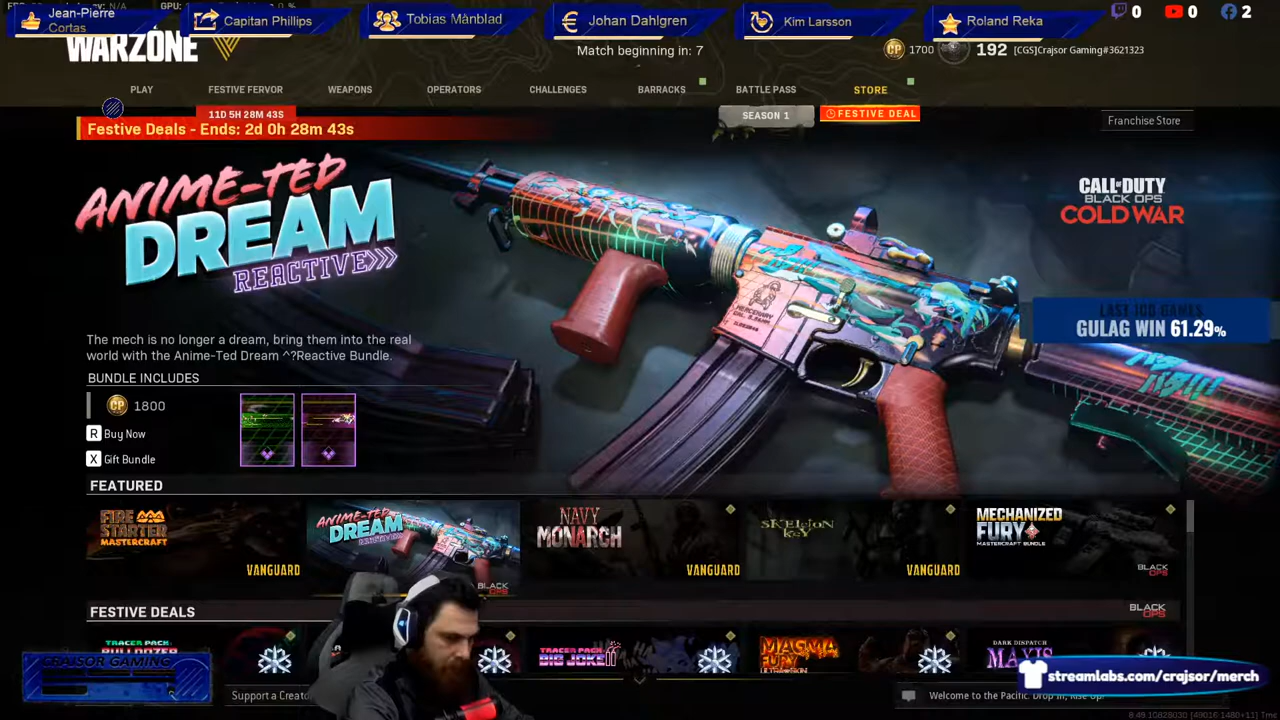 Jean-Pierre
Cortas
Capitan Phillips
Tobias Månblad
Johan Dahlgren
Kim Larsson
Roland Reka
0
0
2
WARZONE
Match beginning in: 7
CP 1700
192
[CGS]Crajsor Gaming#3621323
PLAY
FESTIVE FERVOR
WEAPONS
OPERATORS
CHALLENGES
BARRACKS
BATTLE PASS
STORE
11D 5H 28M 43S
SEASON 1
FESTIVE DEAL
Franchise Store
Festive Deals - Ends: 2d 0h 28m 43s
ANIME-TED
DREAM
REACTIVE>>>
CALL OF DUTY
BLACK OPS
COLD WAR
LAST 100 GAMES
GULAG WIN 61.29%
The mech is no longer a dream, bring them into the real
world with the Anime-Ted Dream ^?Reactive Bundle.
BUNDLE INCLUDES
CP 1800
R Buy Now
X Gift Bundle
FEATURED
FIRE
STARTER
MASTERCRAFT
VANGUARD
ANIME-TED
DREAM
BLACK
OPS
NAVY
MONARCH
VANGUARD
SKELETON
KEY
VANGUARD
MECHANIZED
FURY
MASTERCRAFT BUNDLE
BLACK
OPS
FESTIVE DEALS
BLACK
OPS
TRACER PACK
BULLDOZER
TRACER PACK
BIG JOKE II
MAGMA
FURY
DARK DISPATCH
MAXIS
CRAJSOR GAMING
Support a Creato
Welcome to the Pacific. Drop In, Rise Up!
streamlabs.com/crajsor/merch